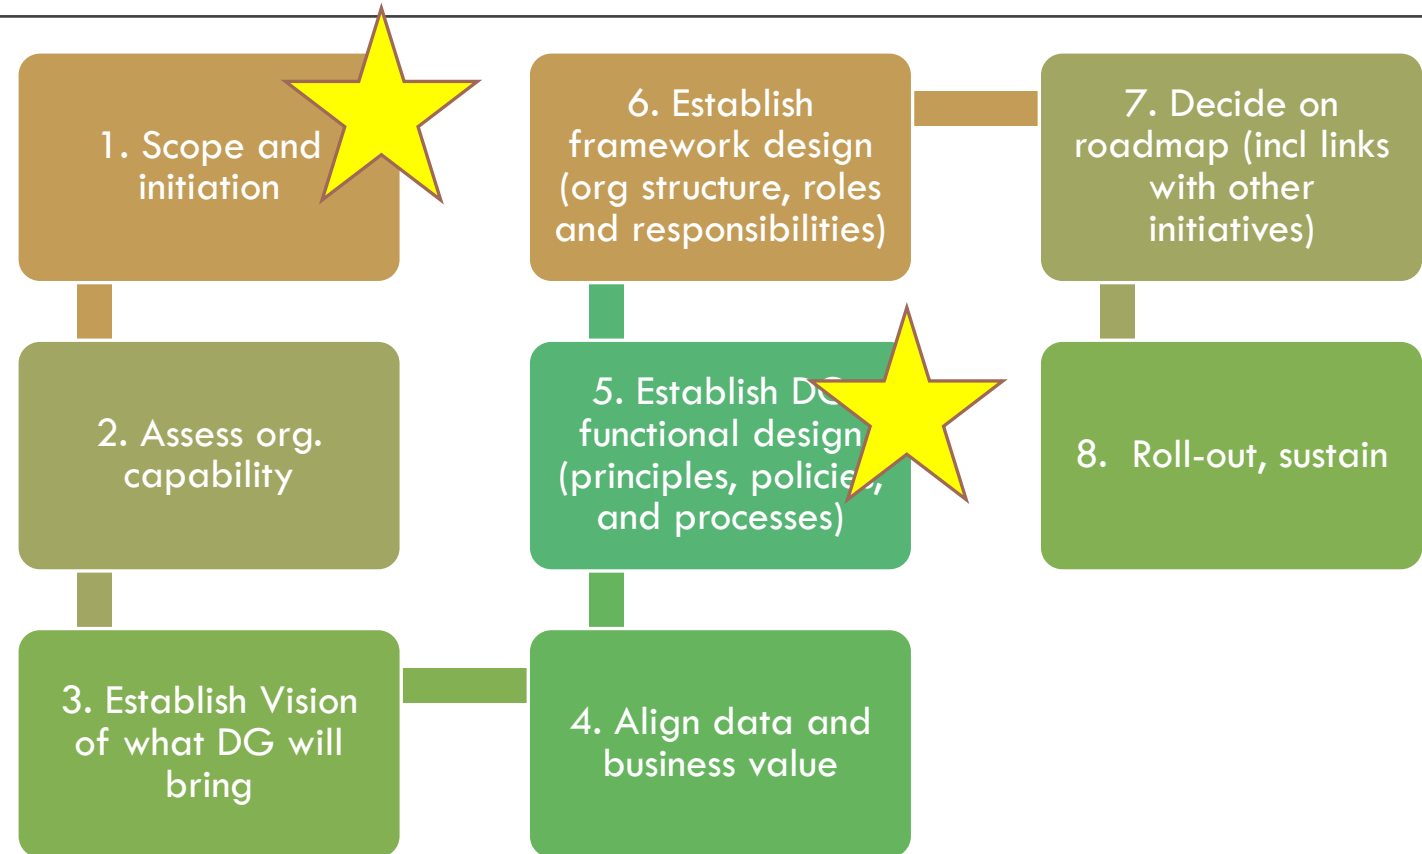 1. Scope and
initiation
2. Assess org.
capability
3. Establish Vision
of what DG will
bring
4. Align data and
business value
5. Establish DG
functional design
(principles, policies,
and processes)
6. Establish
framework design
(org structure, roles
and responsibilities)
7. Decide on
roadmap (incl links
with other
initiatives)
8. Roll-out, sustain